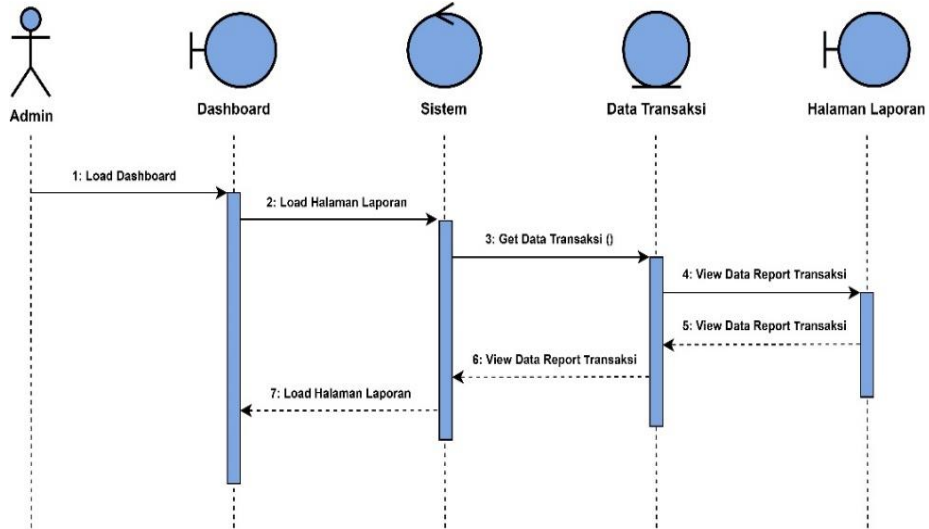 Admin
Dashboard
Sistem
Data Transaksi
Halaman Laporan
1: Load Dashboard
2: Load Halaman Laporan
3: Get Data Transaksi ()
4: View Data Report Transaksi
5: View Data Report Transaksi
6: View Data Report Transaksi
7: Load Halaman Laporan